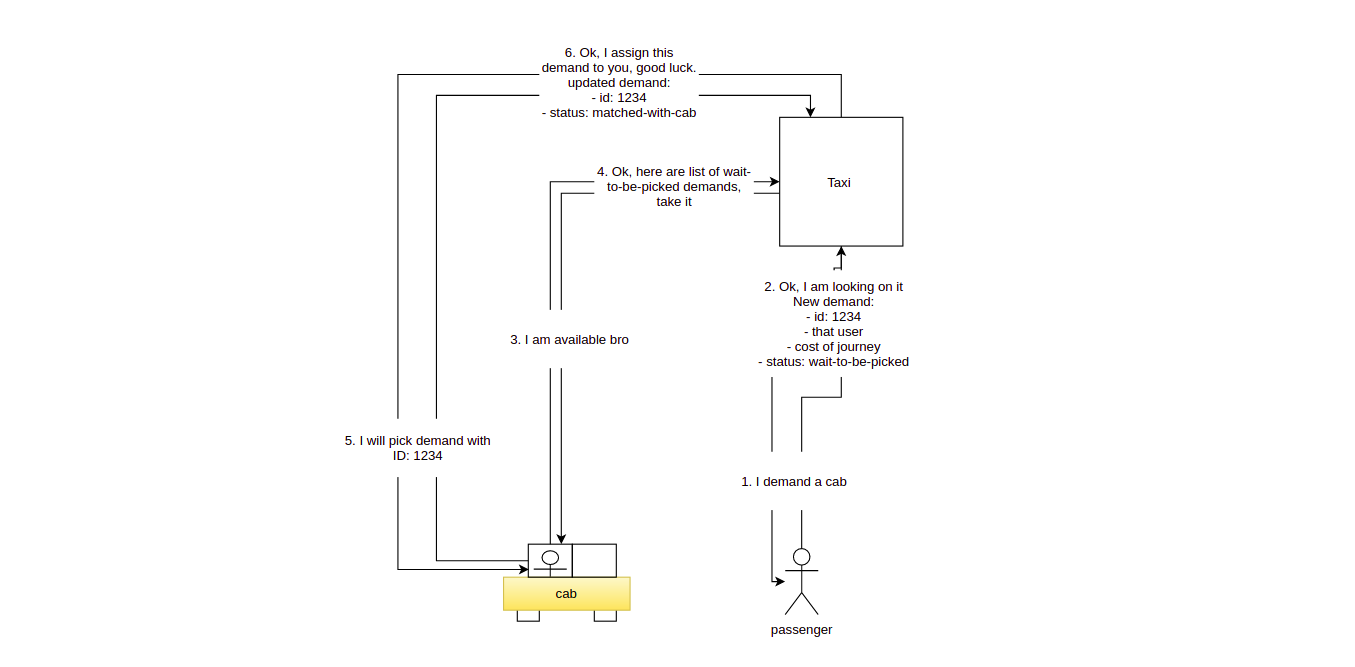 6. Ok, I assign this
demand to you, good luck.
updated demand:
- id: 1234
- status: matched-with-cab
4. Ok, here are list of wait-
to-be-picked demands,
take it
Taxi
2. Ok, I am looking on it
New demand:
- id: 1234
- that user
- cost of journey
- status: wait-to-be-picked
3. I am available bro
5. I will pick demand with
ID: 1234
1. I demand a cab
cab
passenger